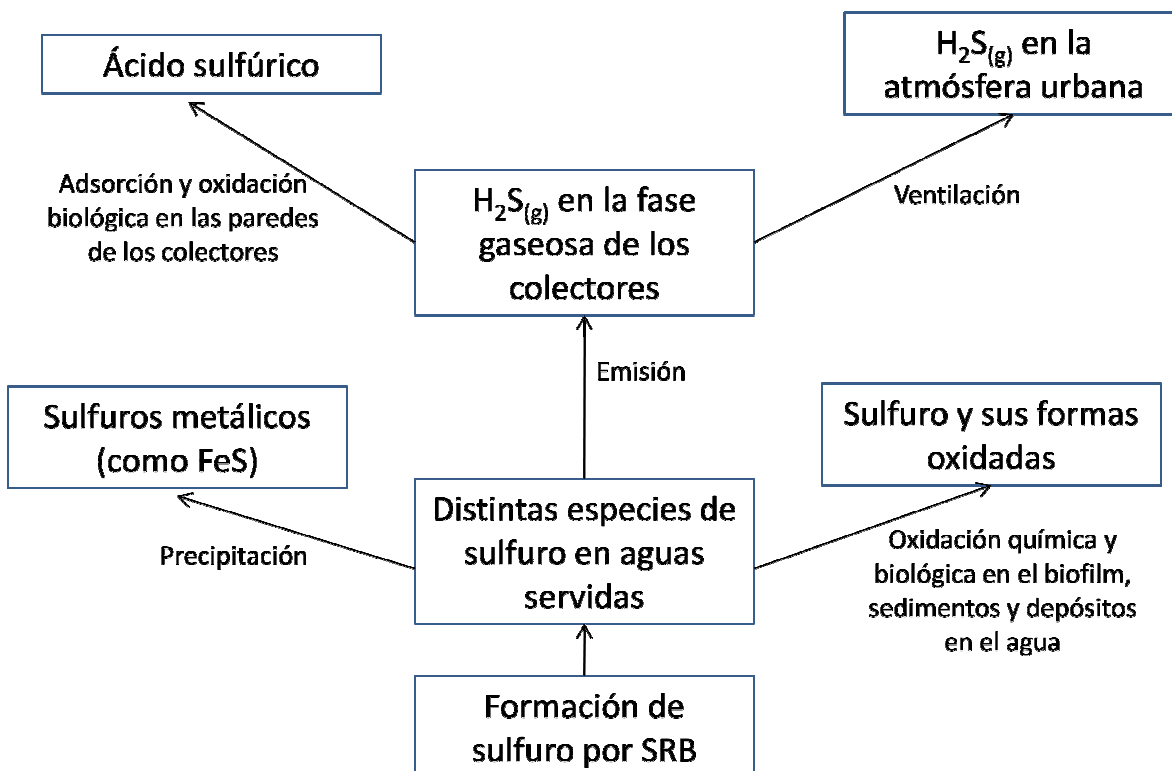 Ácido sulfúrico
H₂S(g) en la
atmósfera urbana
Adsorción y oxidación
biológica en las paredes
de los colectores
H₂S(g) en la fase
gaseosa de los
colectores
Ventilación
Emisión
Sulfuros metálicos
(como FeS)
Sulfuro y sus formas
oxidadas
Precipitación
Distintas especies de
sulfuro en aguas
servidas
Oxidación química y
biológica en el biofilm,
sedimentos y depósitos
en el agua
Formación de
sulfuro por SRB